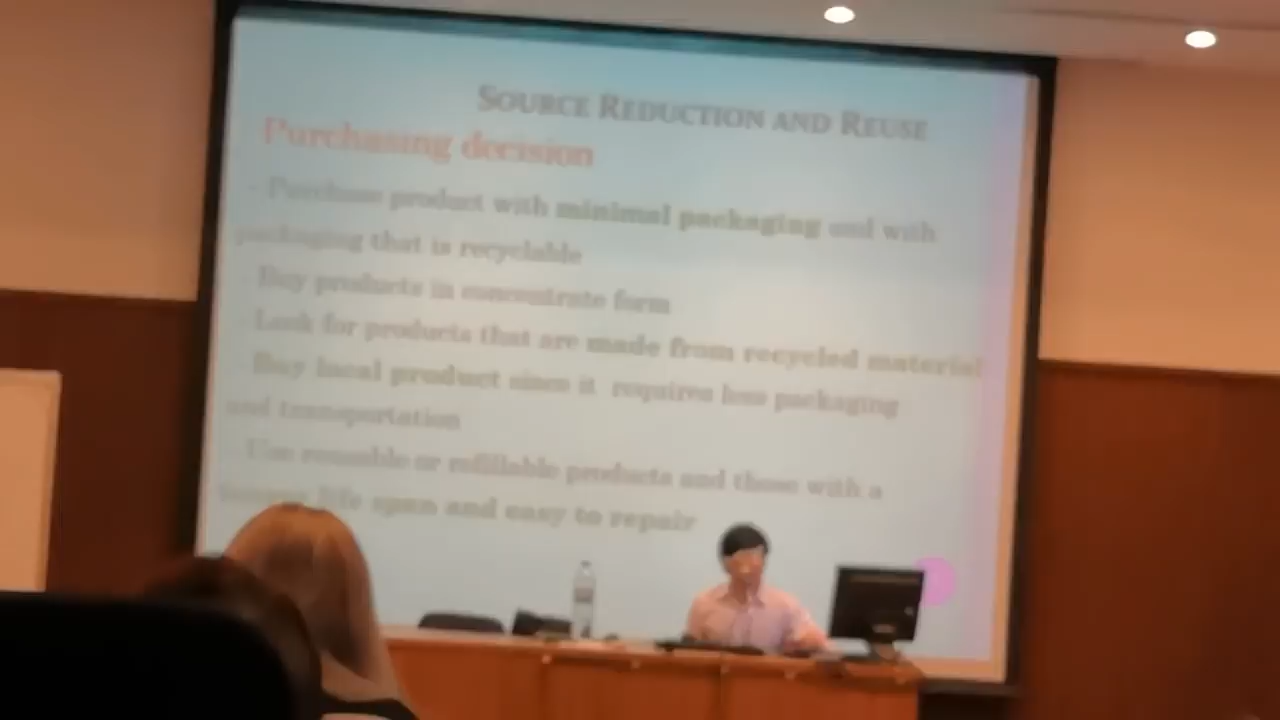 SOURCE REDUCTION AND REUSE
Purchasing decision
- Purchase product with minimal packaging and with
packaging that is recyclable
Buy products in concentrate form
Look for products that are made from recycled material
Buy local product since it requires less packaging
and transportation
Use reusable or refillable products and those with a
life span and easy to repair